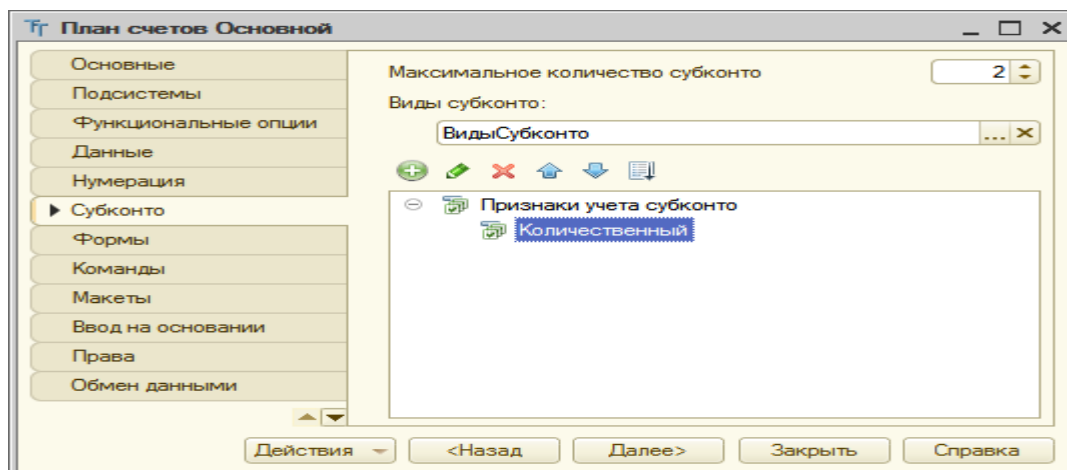 План счетов Основной
Основные
Подсистемы
Функциональные опции
Данные
Нумерация
Субконто
Формы
Команды
Макеты
Ввод на основании
Права
Обмен данными
Максимальное количество субконто 2
Виды субконто:
ВидыСубконто ...
Признаки учета субконто
Количественный
Действия <Назад Далее> Закрыть Справка